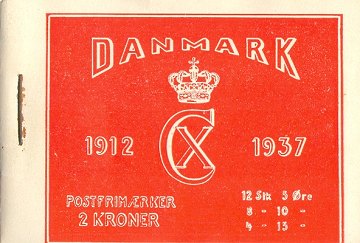 DANMARK
CX
1912 1937
POSTFRIMÆRKER
2 KRONER
12 Stk 5 Øre
8 - 10 -
4 - 15 -